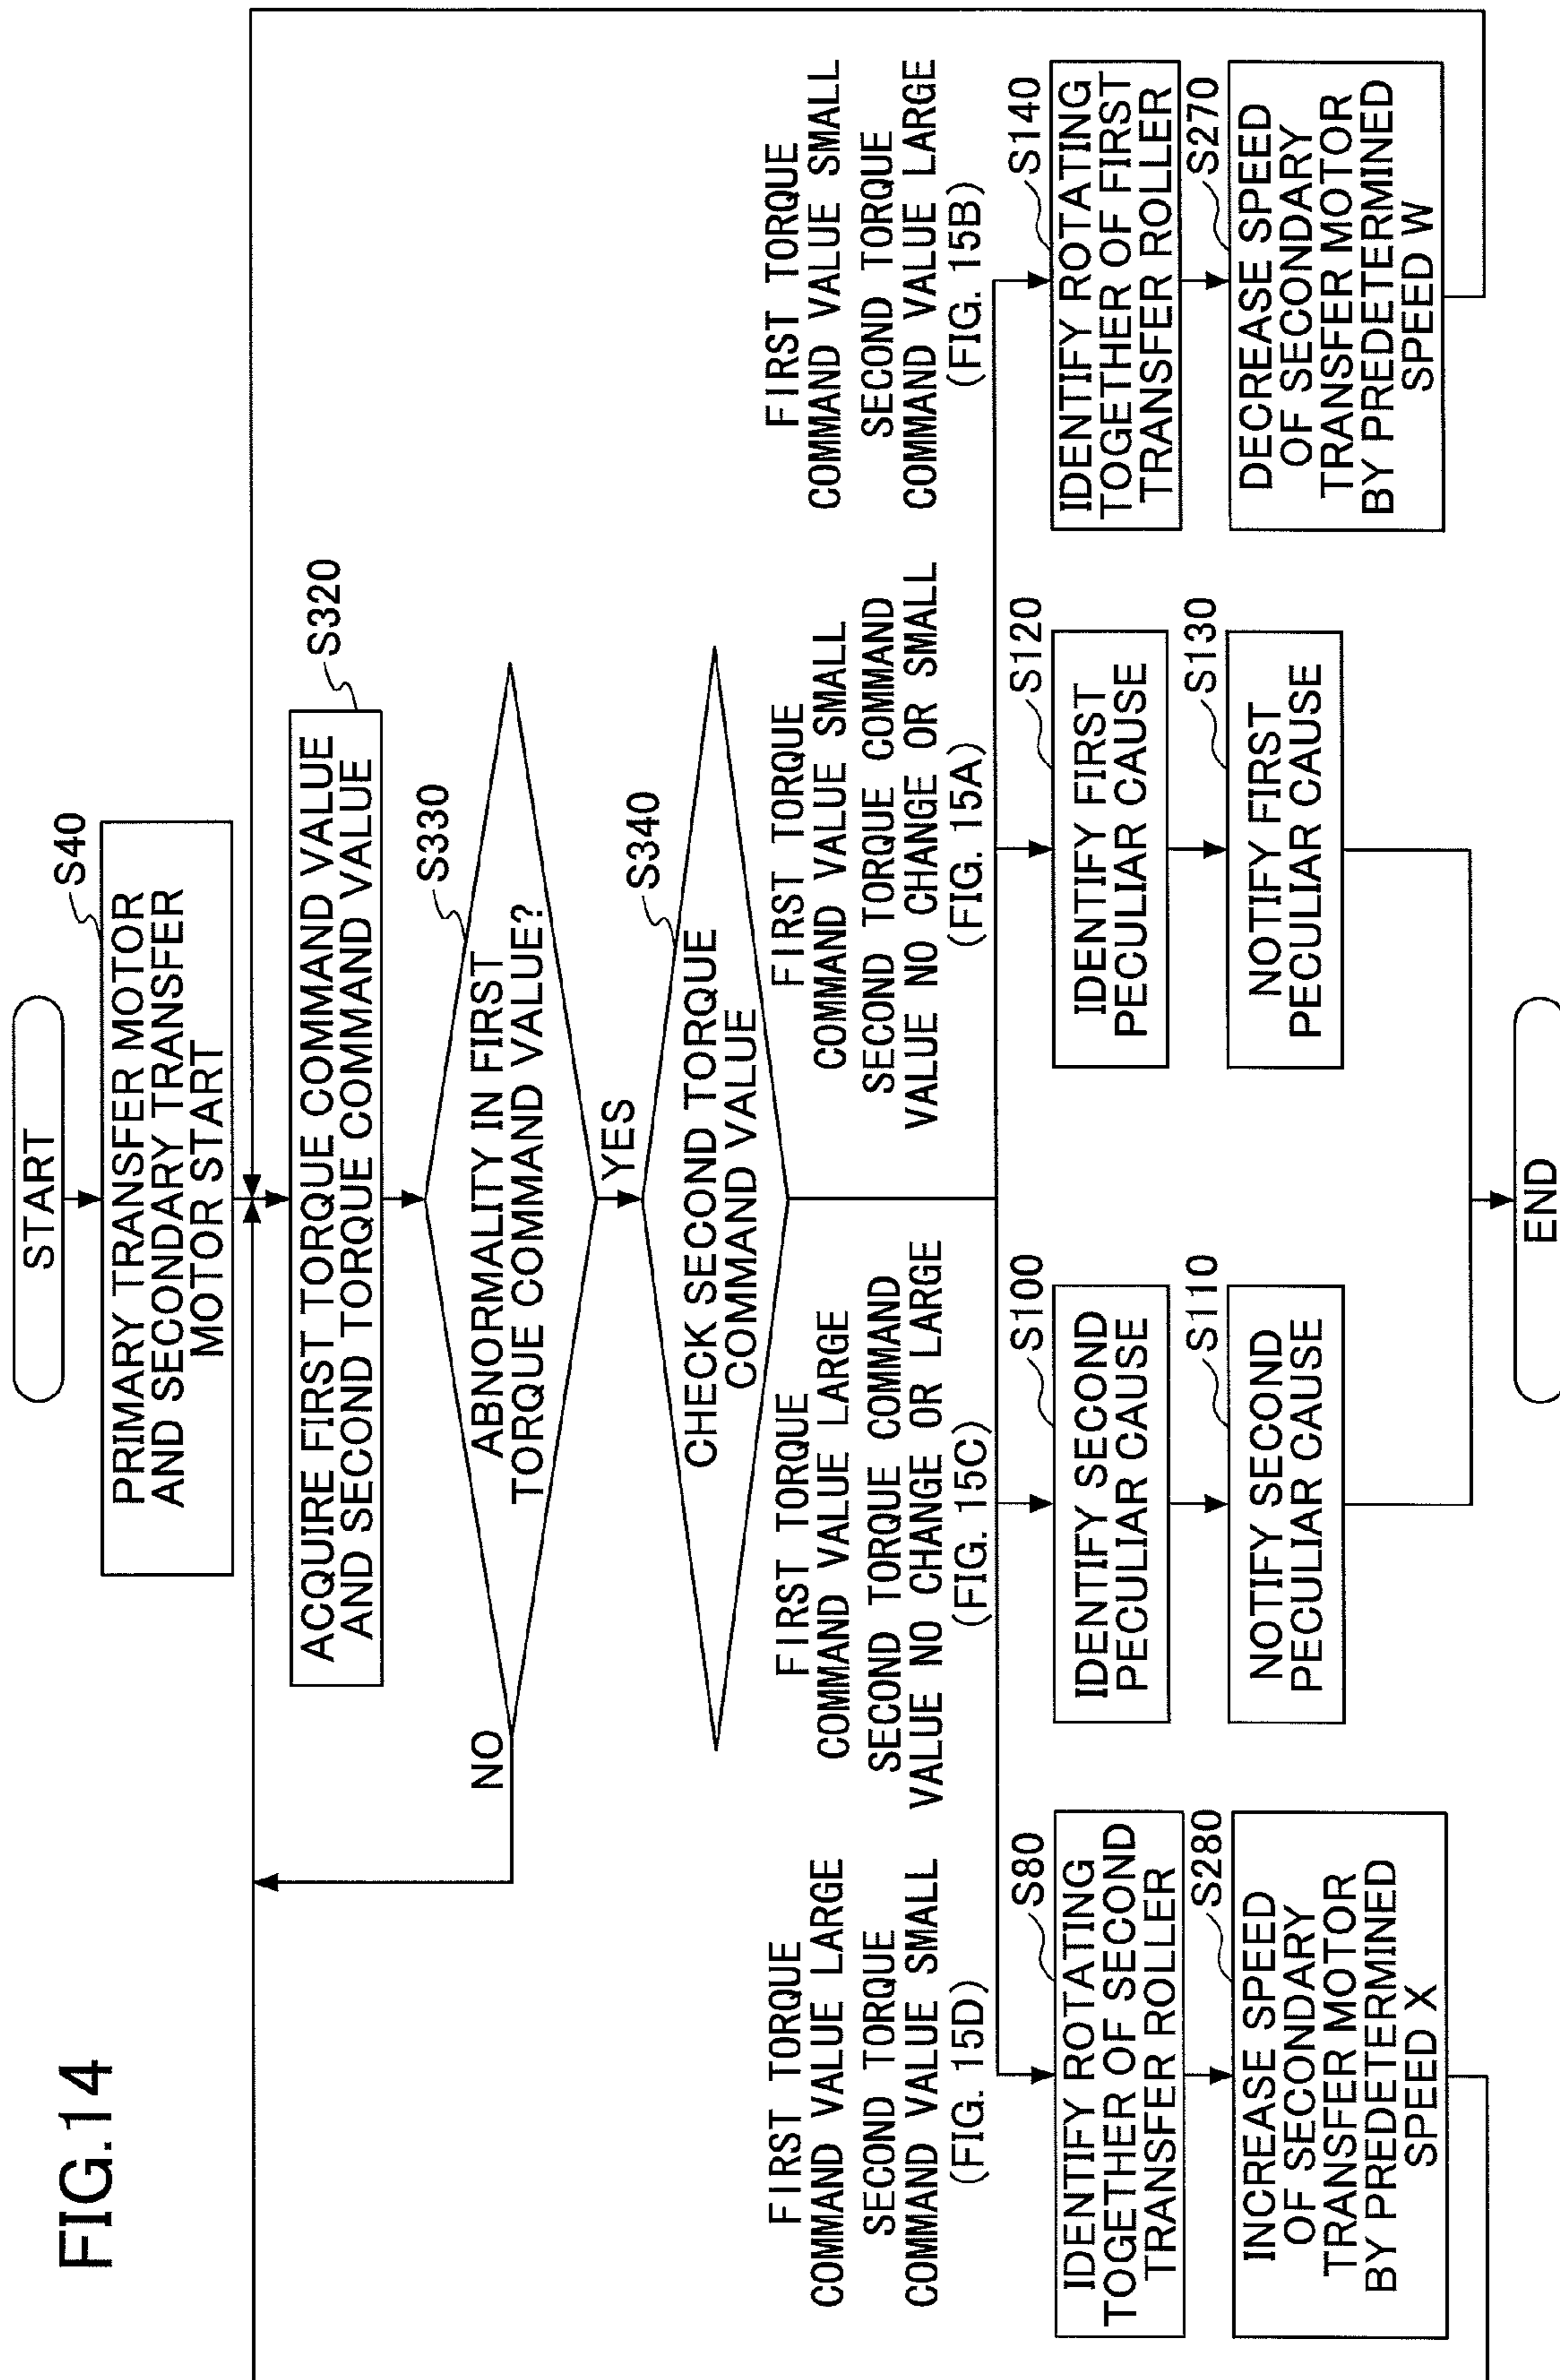 FIG.14
START
S40
PRIMARY TRANSFER MOTOR
AND SECONDARY TRANSFER
MOTOR START
S320
ACQUIRE FIRST TORQUE COMMAND VALUE
AND SECOND TORQUE COMMAND VALUE
S330
ABNORMALITY IN FIRST
TORQUE COMMAND VALUE?
NO
YES
S340
CHECK SECOND TORQUE
COMMAND VALUE
FIRST TORQUE
COMMAND VALUE LARGE
SECOND TORQUE
COMMAND VALUE SMALL
(FIG. 15D)
S80
IDENTIFY ROTATING
TOGETHER OF SECOND
TRANSFER ROLLER
S280
INCREASE SPEED
OF SECONDARY
TRANSFER MOTOR
BY PREDETERMINED
SPEED X
FIRST TORQUE
COMMAND VALUE LARGE
SECOND TORQUE COMMAND
VALUE NO CHANGE OR LARGE
(FIG. 15C)
S100
IDENTIFY SECOND
PECULIAR CAUSE
S110
NOTIFY SECOND
PECULIAR CAUSE
FIRST TORQUE
COMMAND VALUE SMALL
SECOND TORQUE COMMAND
VALUE NO CHANGE OR SMALL
(FIG. 15A)
S120
IDENTIFY FIRST
PECULIAR CAUSE
S130
NOTIFY FIRST
PECULIAR CAUSE
FIRST TORQUE
COMMAND VALUE SMALL
SECOND TORQUE
COMMAND VALUE LARGE
(FIG. 15B)
S140
IDENTIFY ROTATING
TOGETHER OF FIRST
TRANSFER ROLLER
S270
DECREASE SPEED
OF SECONDARY
TRANSFER MOTOR
BY PREDETERMINED
SPEED W
END